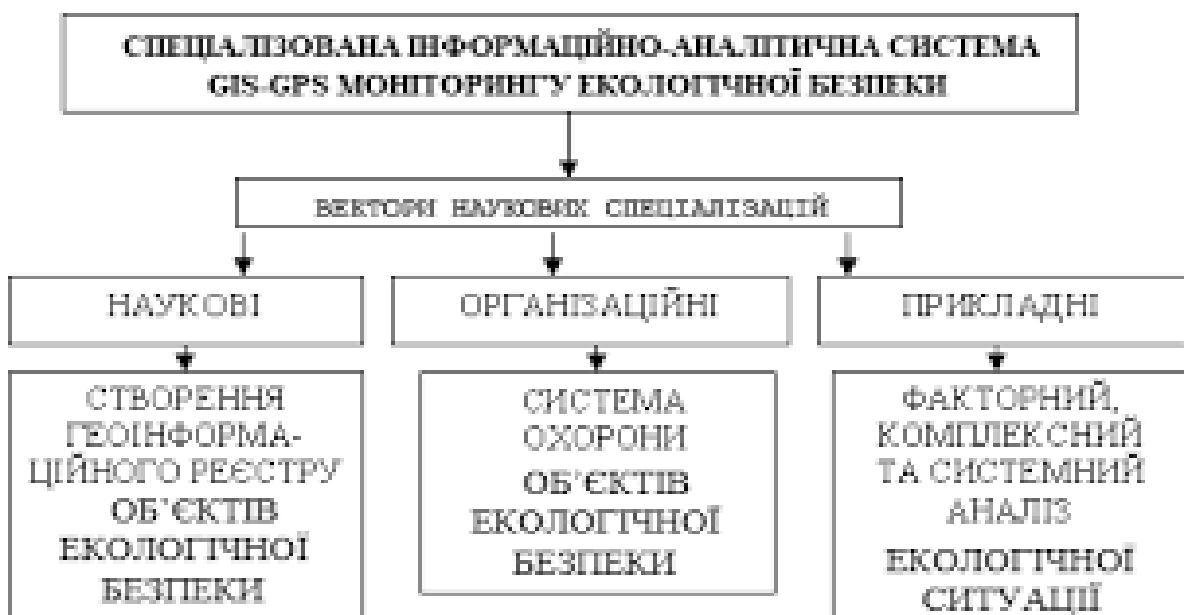 СПЕЦІАЛІЗОВАНА ІНФОРМАЦІЙНО-АНАЛІТИЧНА СИСТЕМА
GIS-GPS МОНІТОРИНГУ ЕКОЛОГІЧНОЇ БЕЗПЕКИ
ВЕКТОРИ НАУКОВИХ СПЕЦІАЛІЗАЦІЙ
НАУКОВІ
ОРГАНІЗАЦІЙНІ
ПРИКЛАДНІ
СТВОРЕННЯ
ГЕОІНФОРМА-
ЦІЙНОГО РЕЄСТРУ
ОБ’ЄКТІВ
ЕКОЛОГІЧНОЇ
БЕЗПЕКИ
СИСТЕМА
ОХОРОНИ
ОБ’ЄКТІВ
ЕКОЛОГІЧНОЇ
БЕЗПЕКИ
ФАКТОРНИЙ,
КОМПЛЕКСНИЙ
ТА СИСТЕМНИЙ
АНАЛІЗ
ЕКОЛОГІЧНОЇ
СИТУАЦІЇ